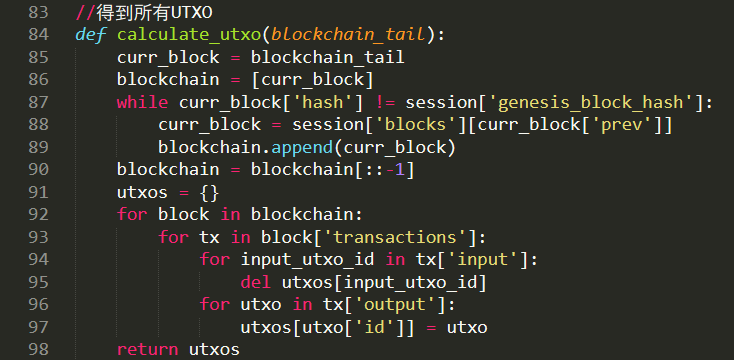 83 //得到所有UTXO
84 def calculate_utxo(blockchain_tail):
85     curr_block = blockchain_tail
86     blockchain = [curr_block]
87     while curr_block['hash'] != session['genesis_block_hash']:
88         curr_block = session['blocks'][curr_block['prev']]
89         blockchain.append(curr_block)
90     blockchain = blockchain[::-1]
91     utxos = {}
92     for block in blockchain:
93         for tx in block['transactions']:
94             for input_utxo_id in tx['input']:
95                 del utxos[input_utxo_id]
96             for utxo in tx['output']:
97                 utxos[utxo['id']] = utxo
98     return utxos